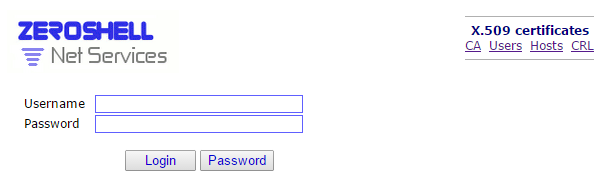 ZEROSHELL
Net Services
X.509 certificates
CA Users Hosts CRL
Username
Password
Login Password